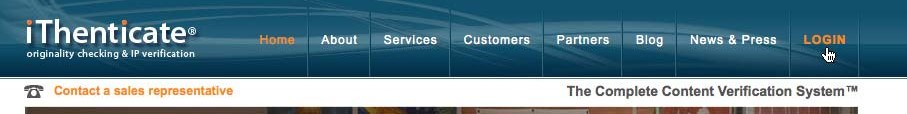 iThenticate®
originality checking & IP verification
Home About Services Customers Partners Blog News & Press LOGIN
Contact a sales representative
The Complete Content Verification System™